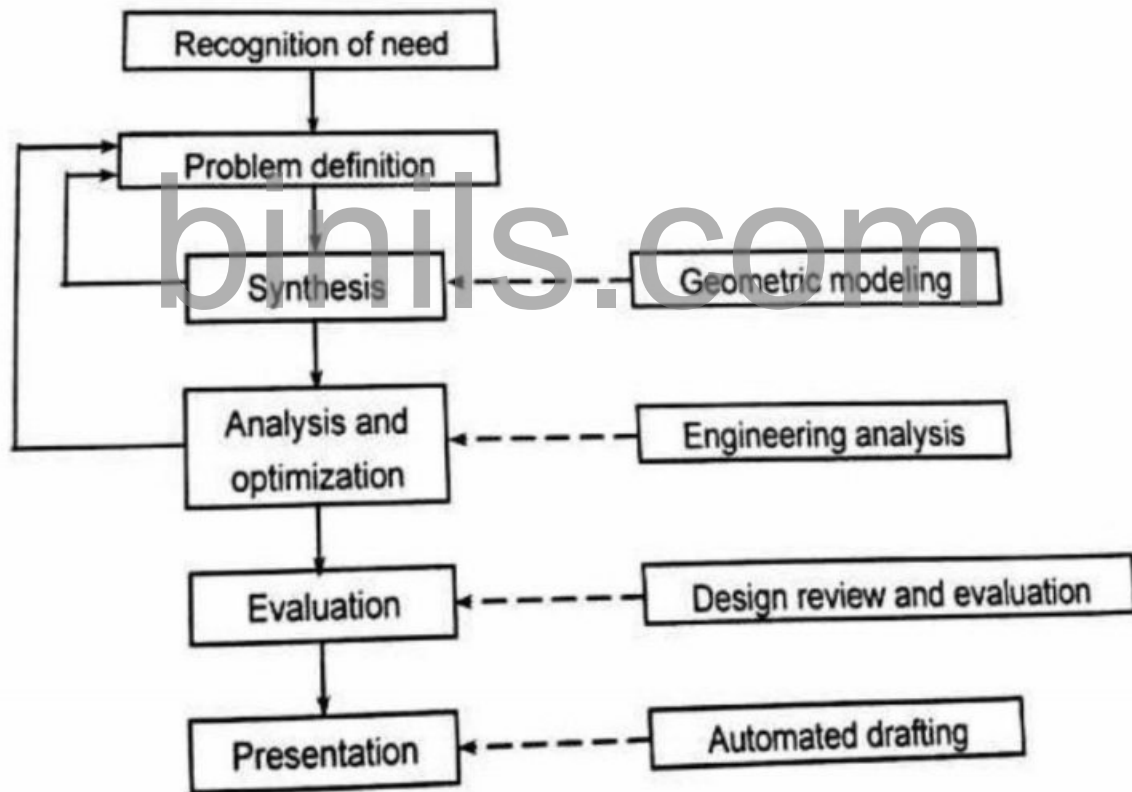 Recognition of need
Problem definition
binils.com
Synthesis
Geometric modeling
Analysis and
optimization
Engineering analysis
Evaluation
Design review and evaluation
Presentation
Automated drafting